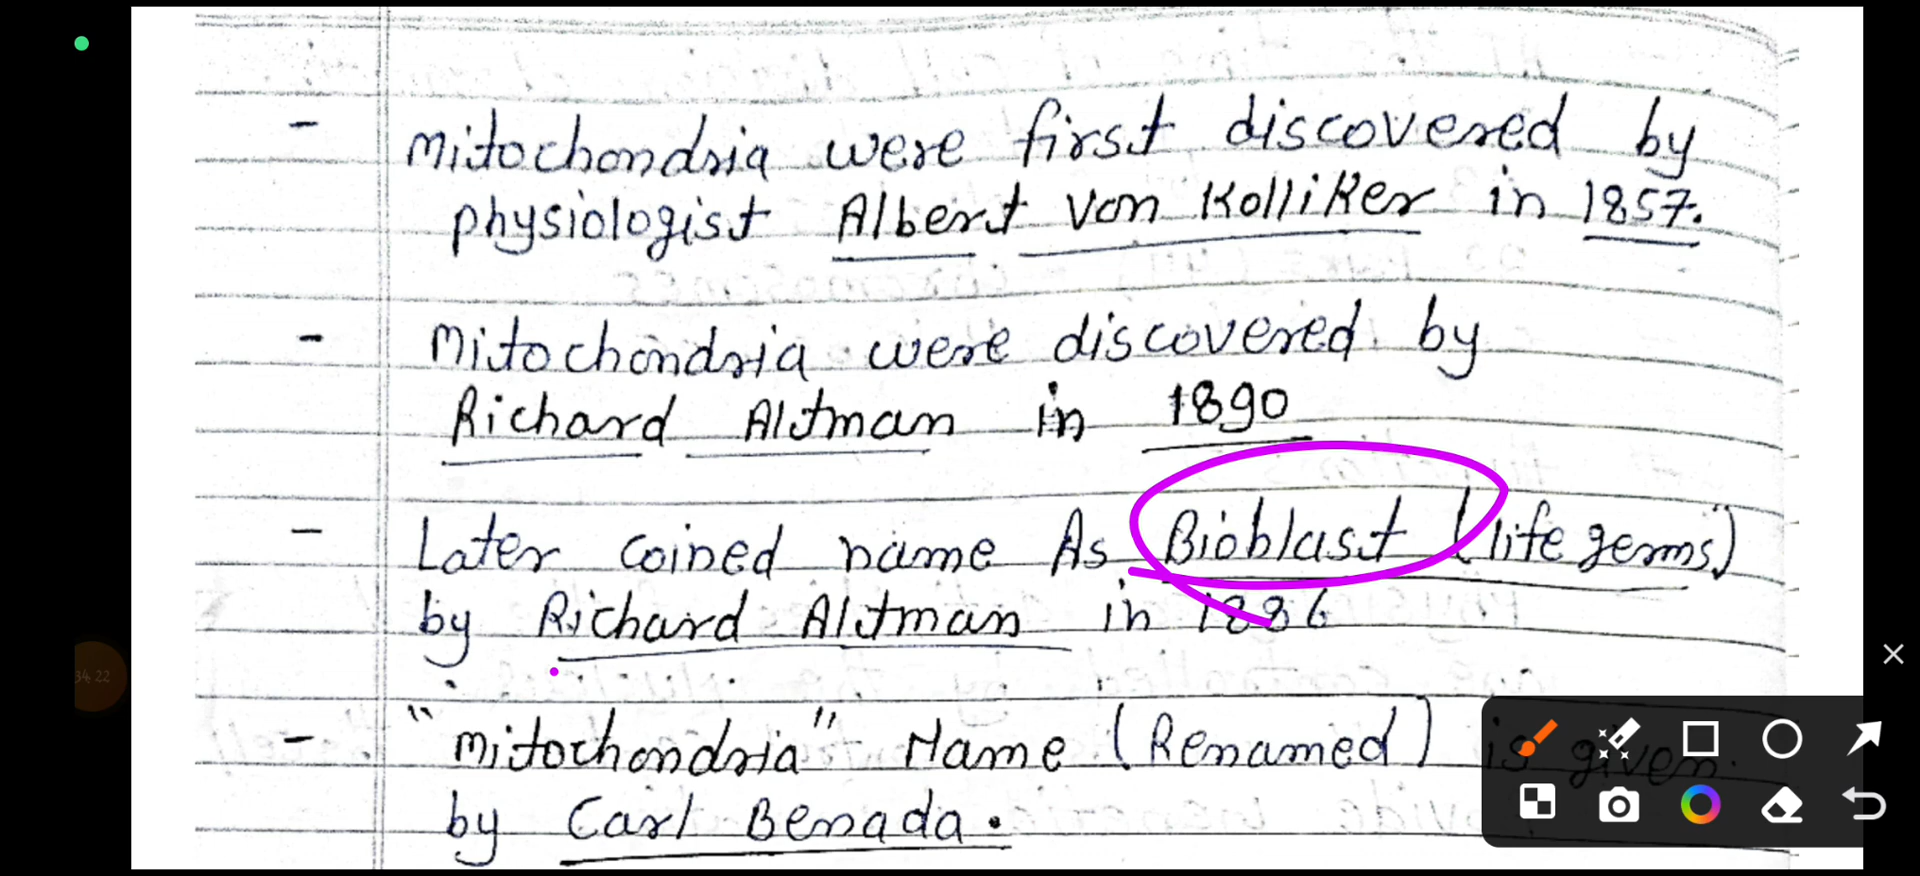 - Mitochondria were first discovered by
physiologist Albert Von Kolliker in 1857.
- Mitochondria were discovered by
Richard Altman in 1890
- Later coined name As Bioblast (life germs)
by Richard Altman in 1886
- "Mitochondria" Name (Renamed) is given
by Carl Benada.
34:22